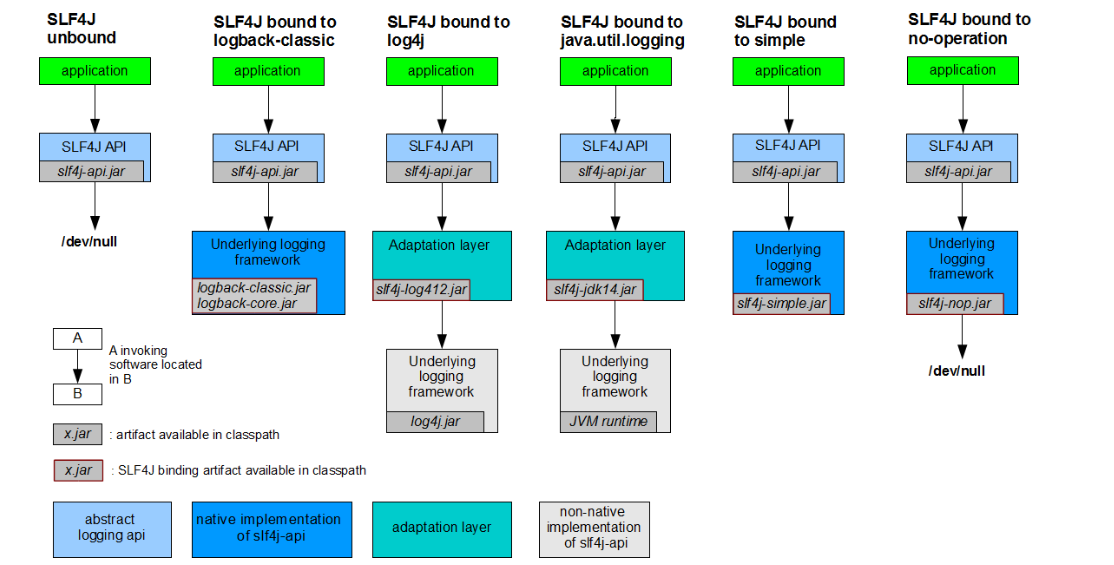 SLF4J
unbound
SLF4J bound to
logback-classic
SLF4J bound to
log4j
SLF4J bound to
java.util.logging
SLF4J bound
to simple
SLF4J bound to
no-operation
application
application
application
application
application
application
SLF4J API
slf4j-api.jar
SLF4J API
slf4j-api.jar
SLF4J API
slf4j-api.jar
SLF4J API
slf4j-api.jar
SLF4J API
slf4j-api.jar
SLF4J API
slf4j-api.jar
/dev/null
Underlying logging
framework
logback-classic.jar
logback-core.jar
Adaptation layer
slf4j-log412.jar
Adaptation layer
slf4j-jdk14.jar
Underlying
logging
framework
slf4j-simple.jar
Underlying
logging
framework
slf4j-nop.jar
Underlying
logging
framework
log4j.jar
Underlying
logging
framework
JVM runtime
/dev/null
A
B
A invoking
software located
in B
x.jar : artifact available in classpath
x.jar : SLF4J binding artifact available in classpath
abstract
logging api
native implementation
of slf4j-api
adaptation layer
non-native
implementation
of slf4j-api